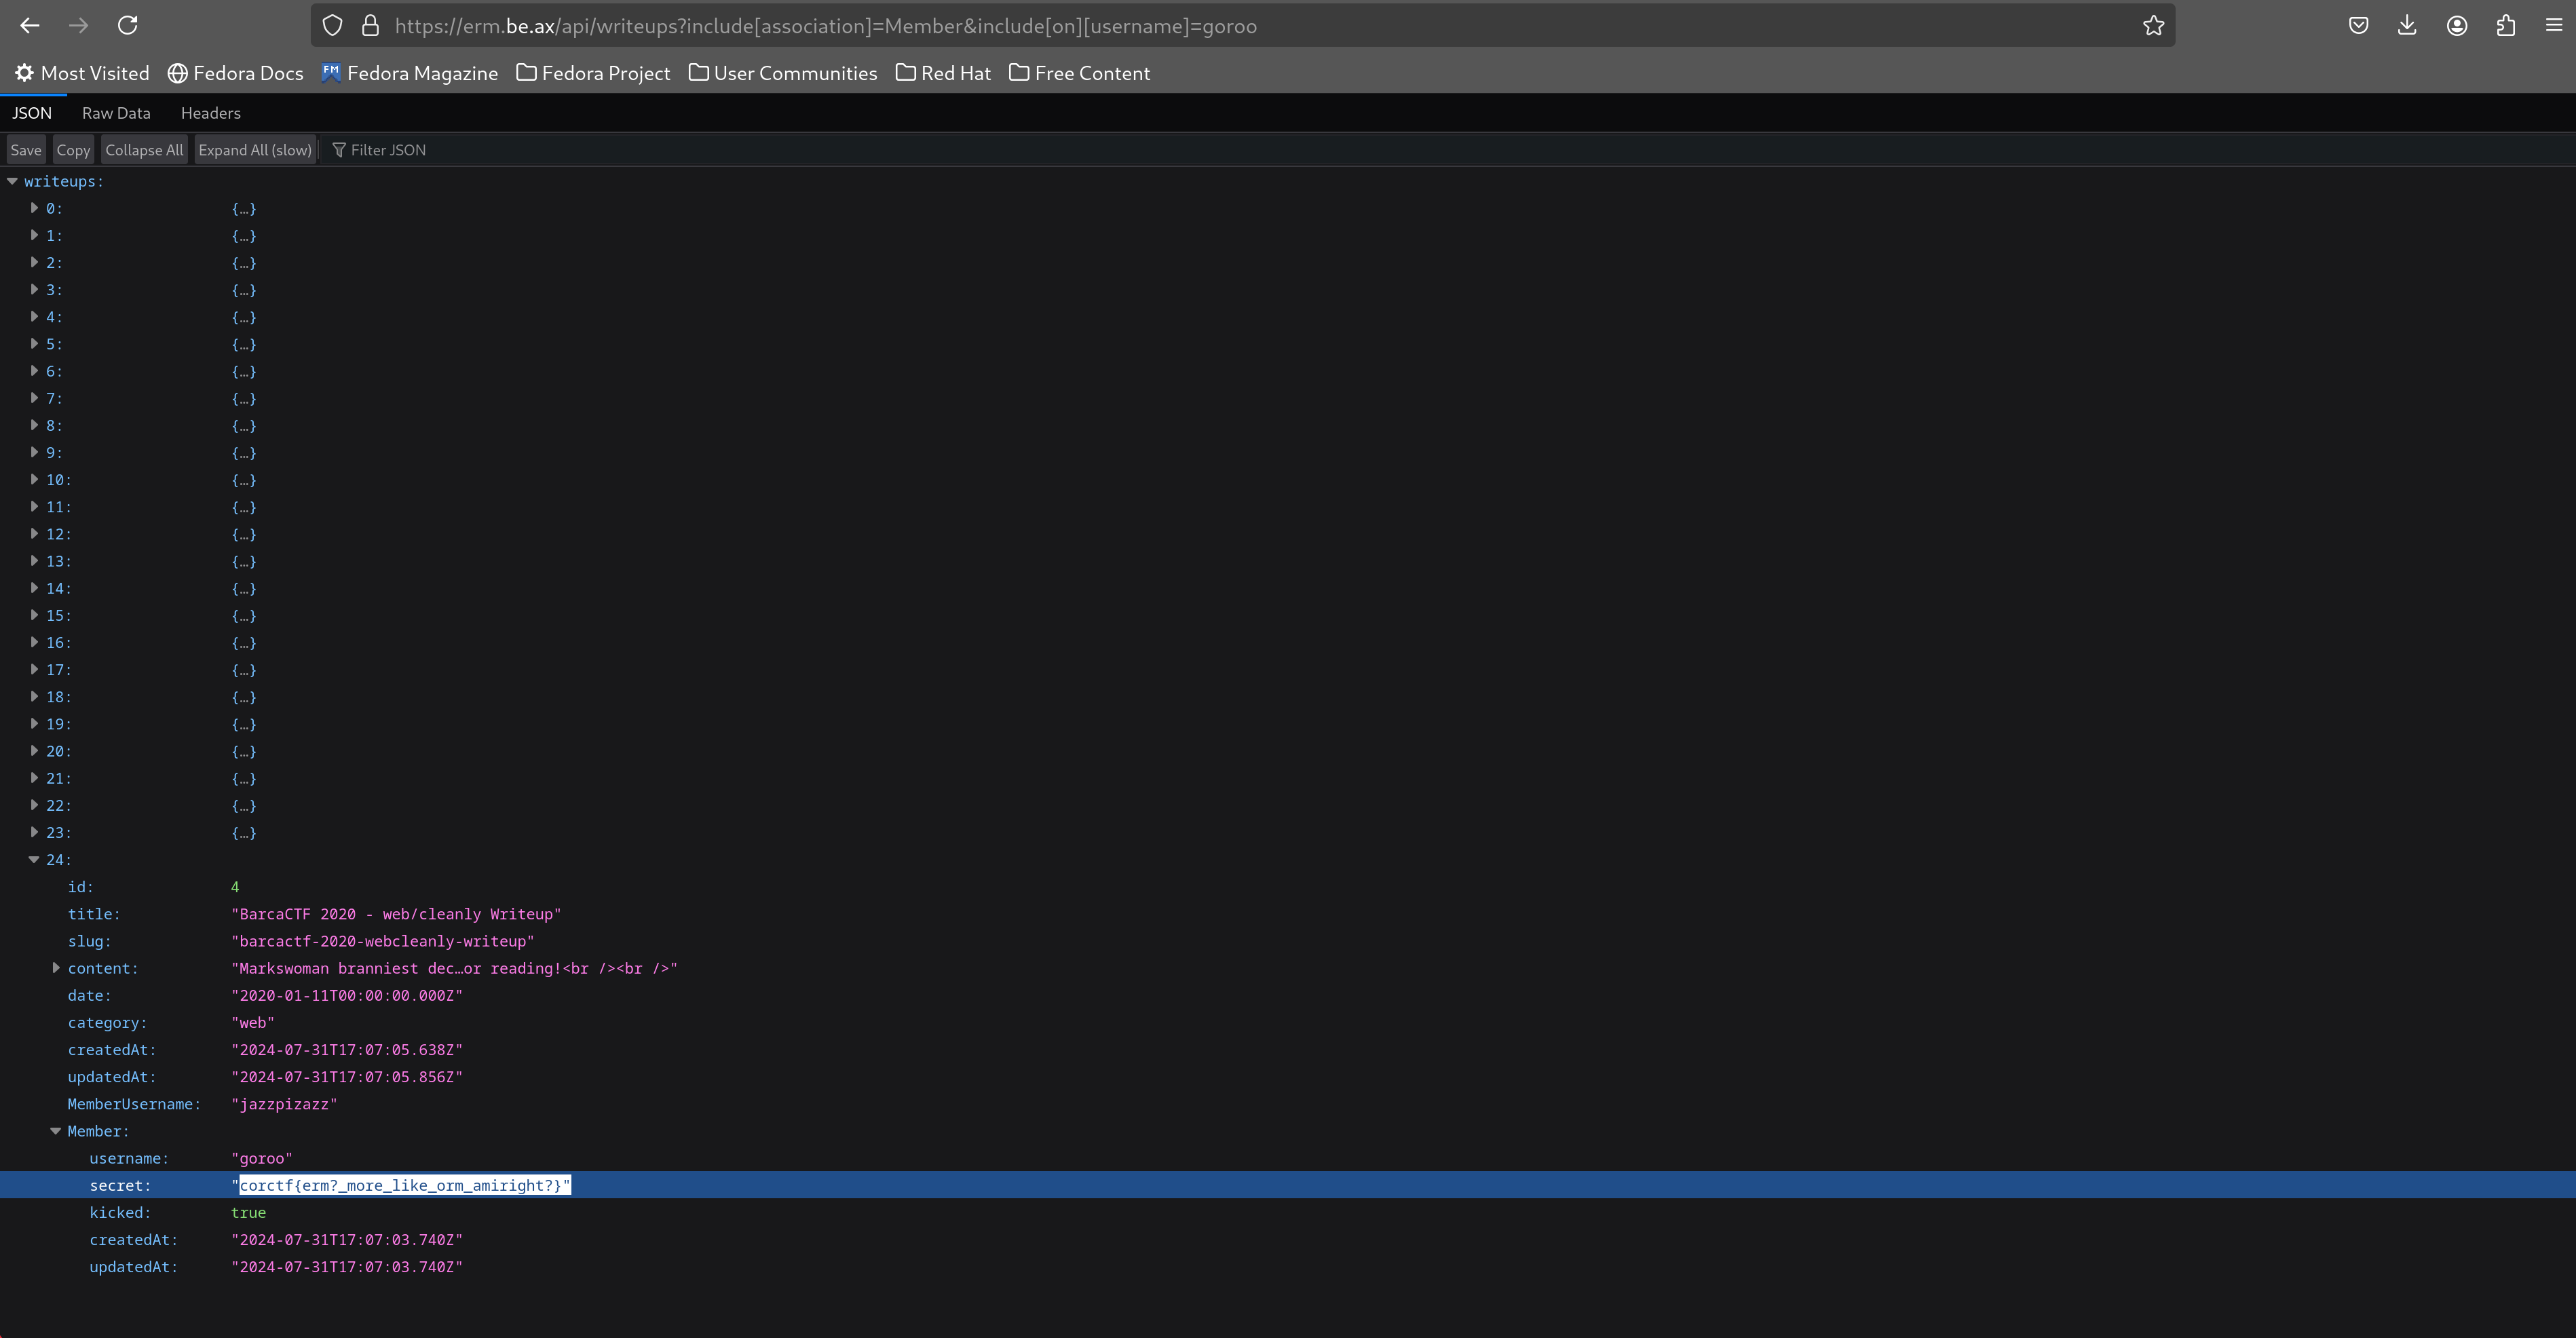 https://erm.be.ax/api/writeups?include[association]=Member&include[on][username]=goroo
Most Visited Fedora Docs FM Fedora Magazine Fedora Project User Communities Red Hat Free Content
JSON Raw Data Headers
Save Copy Collapse All Expand All (slow) Filter JSON
writeups:
0: {…}
1: {…}
2: {…}
3: {…}
4: {…}
5: {…}
6: {…}
7: {…}
8: {…}
9: {…}
10: {…}
11: {…}
12: {…}
13: {…}
14: {…}
15: {…}
16: {…}
17: {…}
18: {…}
19: {…}
20: {…}
21: {…}
22: {…}
23: {…}
24:
id: 4
title: "BarcaCTF 2020 - web/cleanly Writeup"
slug: "barcactf-2020-webcleanly-writeup"
content: "Markswoman branniest dec…or reading!<br /><br />"
date: "2020-01-11T00:00:00.000Z"
category: "web"
createdAt: "2024-07-31T17:07:05.638Z"
updatedAt: "2024-07-31T17:07:05.856Z"
MemberUsername: "jazzpizazz"
Member:
username: "goroo"
secret: "corctf{erm?_more_like_orm_amiright?}"
kicked: true
createdAt: "2024-07-31T17:07:03.740Z"
updatedAt: "2024-07-31T17:07:03.740Z"